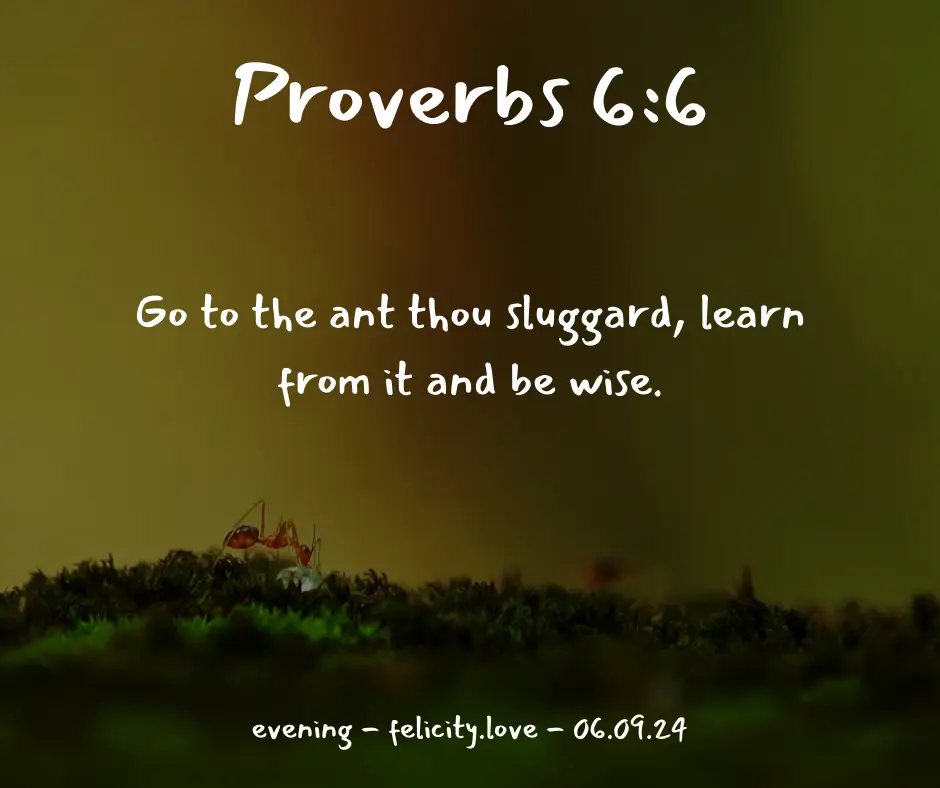 Proverbs 6:6
Go to the ant thou sluggard, learn
from it and be wise.
evening – felicity.love – 06.09.24